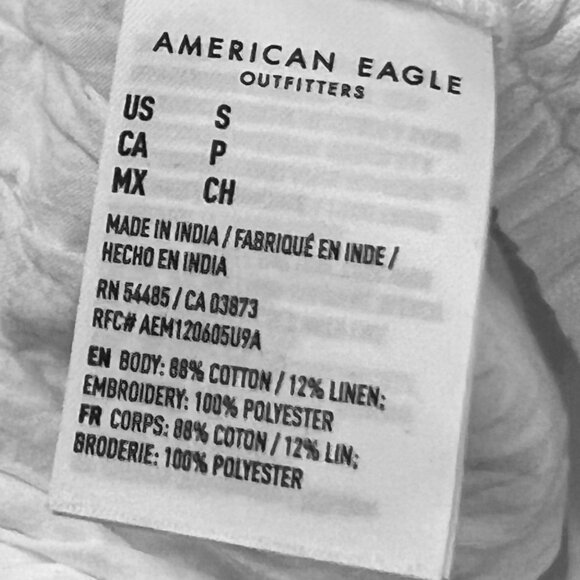 AMERICAN EAGLE
OUTFITTERS
US S
CA P
MX CH
MADE IN INDIA / FABRIQUÉ EN INDE /
HECHO EN INDIA
RN 54485 / CA 03873
RFC# AEM120605U9A
EN BODY: 88% COTTON / 12% LINEN;
EMBROIDERY: 100% POLYESTER
FR CORPS: 88% COTON / 12% LIN;
BRODERIE: 100% POLYESTER